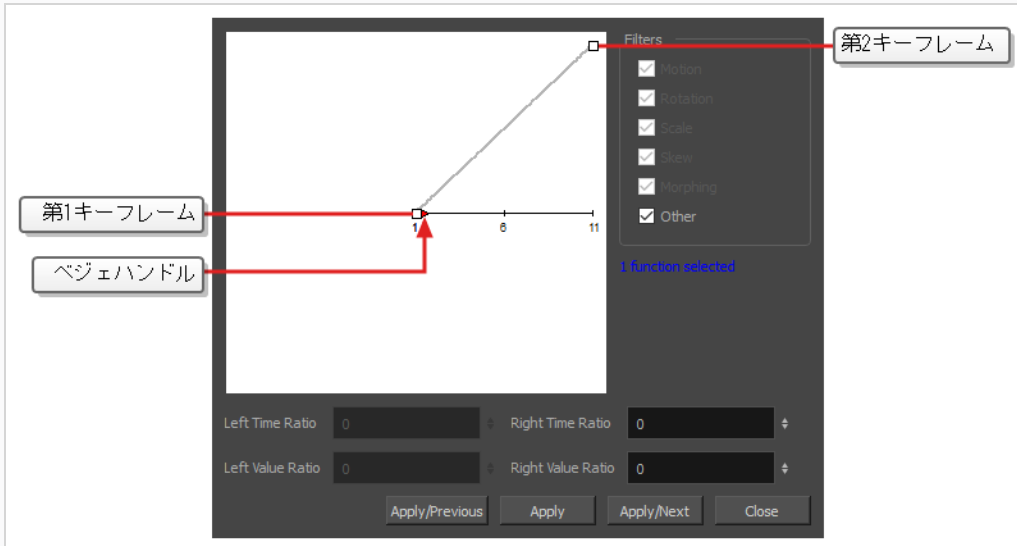 Filters
第2キーフレーム
Motion
Rotation
Scale
Skew
Morphing
Other
第1キーフレーム
1 6 11
ベジェハンドル
1 function selected
Left Time Ratio 0 Right Time Ratio 0
Left Value Ratio 0 Right Value Ratio 0
Apply/Previous Apply Apply/Next Close